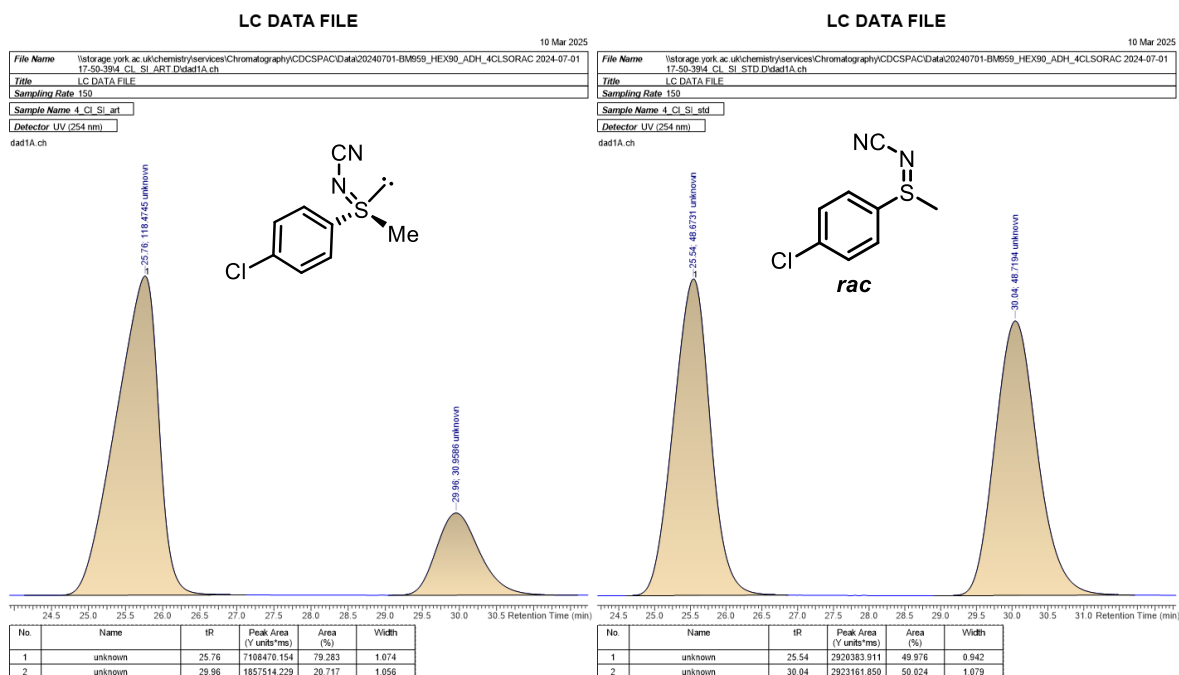 LC DATA FILE
10 Mar 2025
File Name \\storage.york.ac.uk\chemistry\services\Chromatography\CDCSPAC\Data\20240701-BM959_HEX90_ADH_4CLSORAC 2024-07-01
17-50-39\4_CL_SI_ART.D\dad1A.ch
Title LC DATA FILE
Sampling Rate 150
Sample Name 4_Cl_SI_art
Detector UV (254 nm)
dad1A.ch
25.76; 118.4745 unknown
29.96; 30.9586 unknown
CN
N
S
Me
Cl
24.5 25.0 25.5 26.0 26.5 27.0 27.5 28.0 28.5 29.0 29.5 30.0 30.5 Retention Time (min)
No. Name tR Peak Area (Y units*ms) Area (%) Width
1 unknown 25.76 7108470.154 79.283 1.074
2 unknown 29.96 1857514.229 20.717 1.056
LC DATA FILE
10 Mar 2025
File Name \\storage.york.ac.uk\chemistry\services\Chromatography\CDCSPAC\Data\20240701-BM959_HEX90_ADH_4CLSORAC 2024-07-01
17-50-39\4_CL_SI_STD.D\dad1A.ch
Title LC DATA FILE
Sampling Rate 150
Sample Name 4_Cl_SI_std
Detector UV (254 nm)
dad1A.ch
25.54; 48.6731 unknown
30.04; 48.7194 unknown
NC
N
S
Cl
rac
24.5 25.0 25.5 26.0 26.5 27.0 27.5 28.0 28.5 29.0 29.5 30.0 30.5 31.0 Retention Time (min)
No. Name tR Peak Area (Y units*ms) Area (%) Width
1 unknown 25.54 2920383.911 49.976 0.942
2 unknown 30.04 2923161.850 50.024 1.079